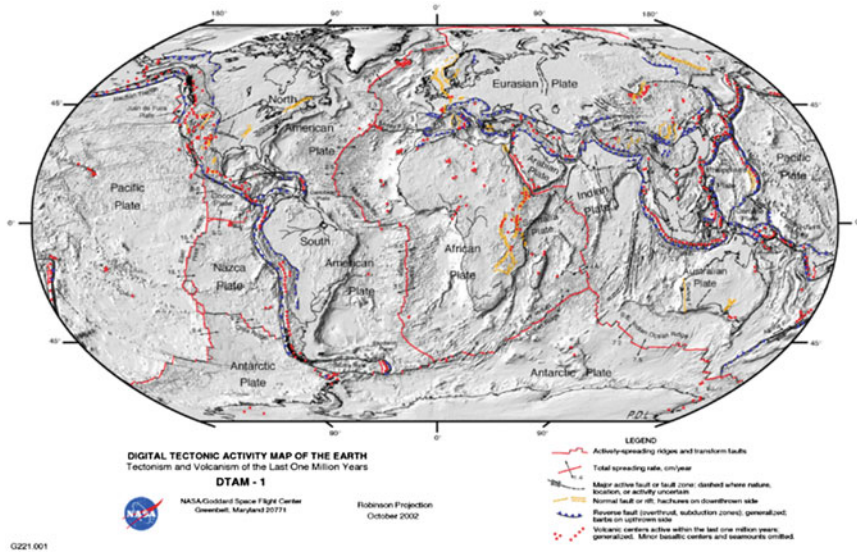 180°
90°
0°
90°
180°
45°
45°
Juan de Fuca
Plate
North
American
Plate
Eurasian Plate
Arabian
Plate
Indian
Plate
Pacific
Plate
Pacific
Plate
Cocos
0°
0°
Nazca
Plate
South
American
Plate
African
Plate
Australian
Plate
45°
45°
Antarctic
Plate
Antarctic Plate
P.D.L.
90°
0°
90°
DIGITAL TECTONIC ACTIVITY MAP OF THE EARTH
Tectonism and Volcanism of the Last One Million Years
DTAM - 1
NASA
NASA/Goddard Space Flight Center
Greenbelt, Maryland 20771
Robinson Projection
October 2002
LEGEND
Actively-spreading ridges and transform faults
Total spreading rate, cm/year
Major active fault or fault zone; dashed where nature,
location, or activity uncertain
Normal fault or rift; hachures on downthrown side
Reverse fault (overthrust, subduction zones); generalized;
barbs on upthrown side
Volcanic centers active within the last one million years;
generalized. Minor basaltic centers and seamounts omitted.
G221.001